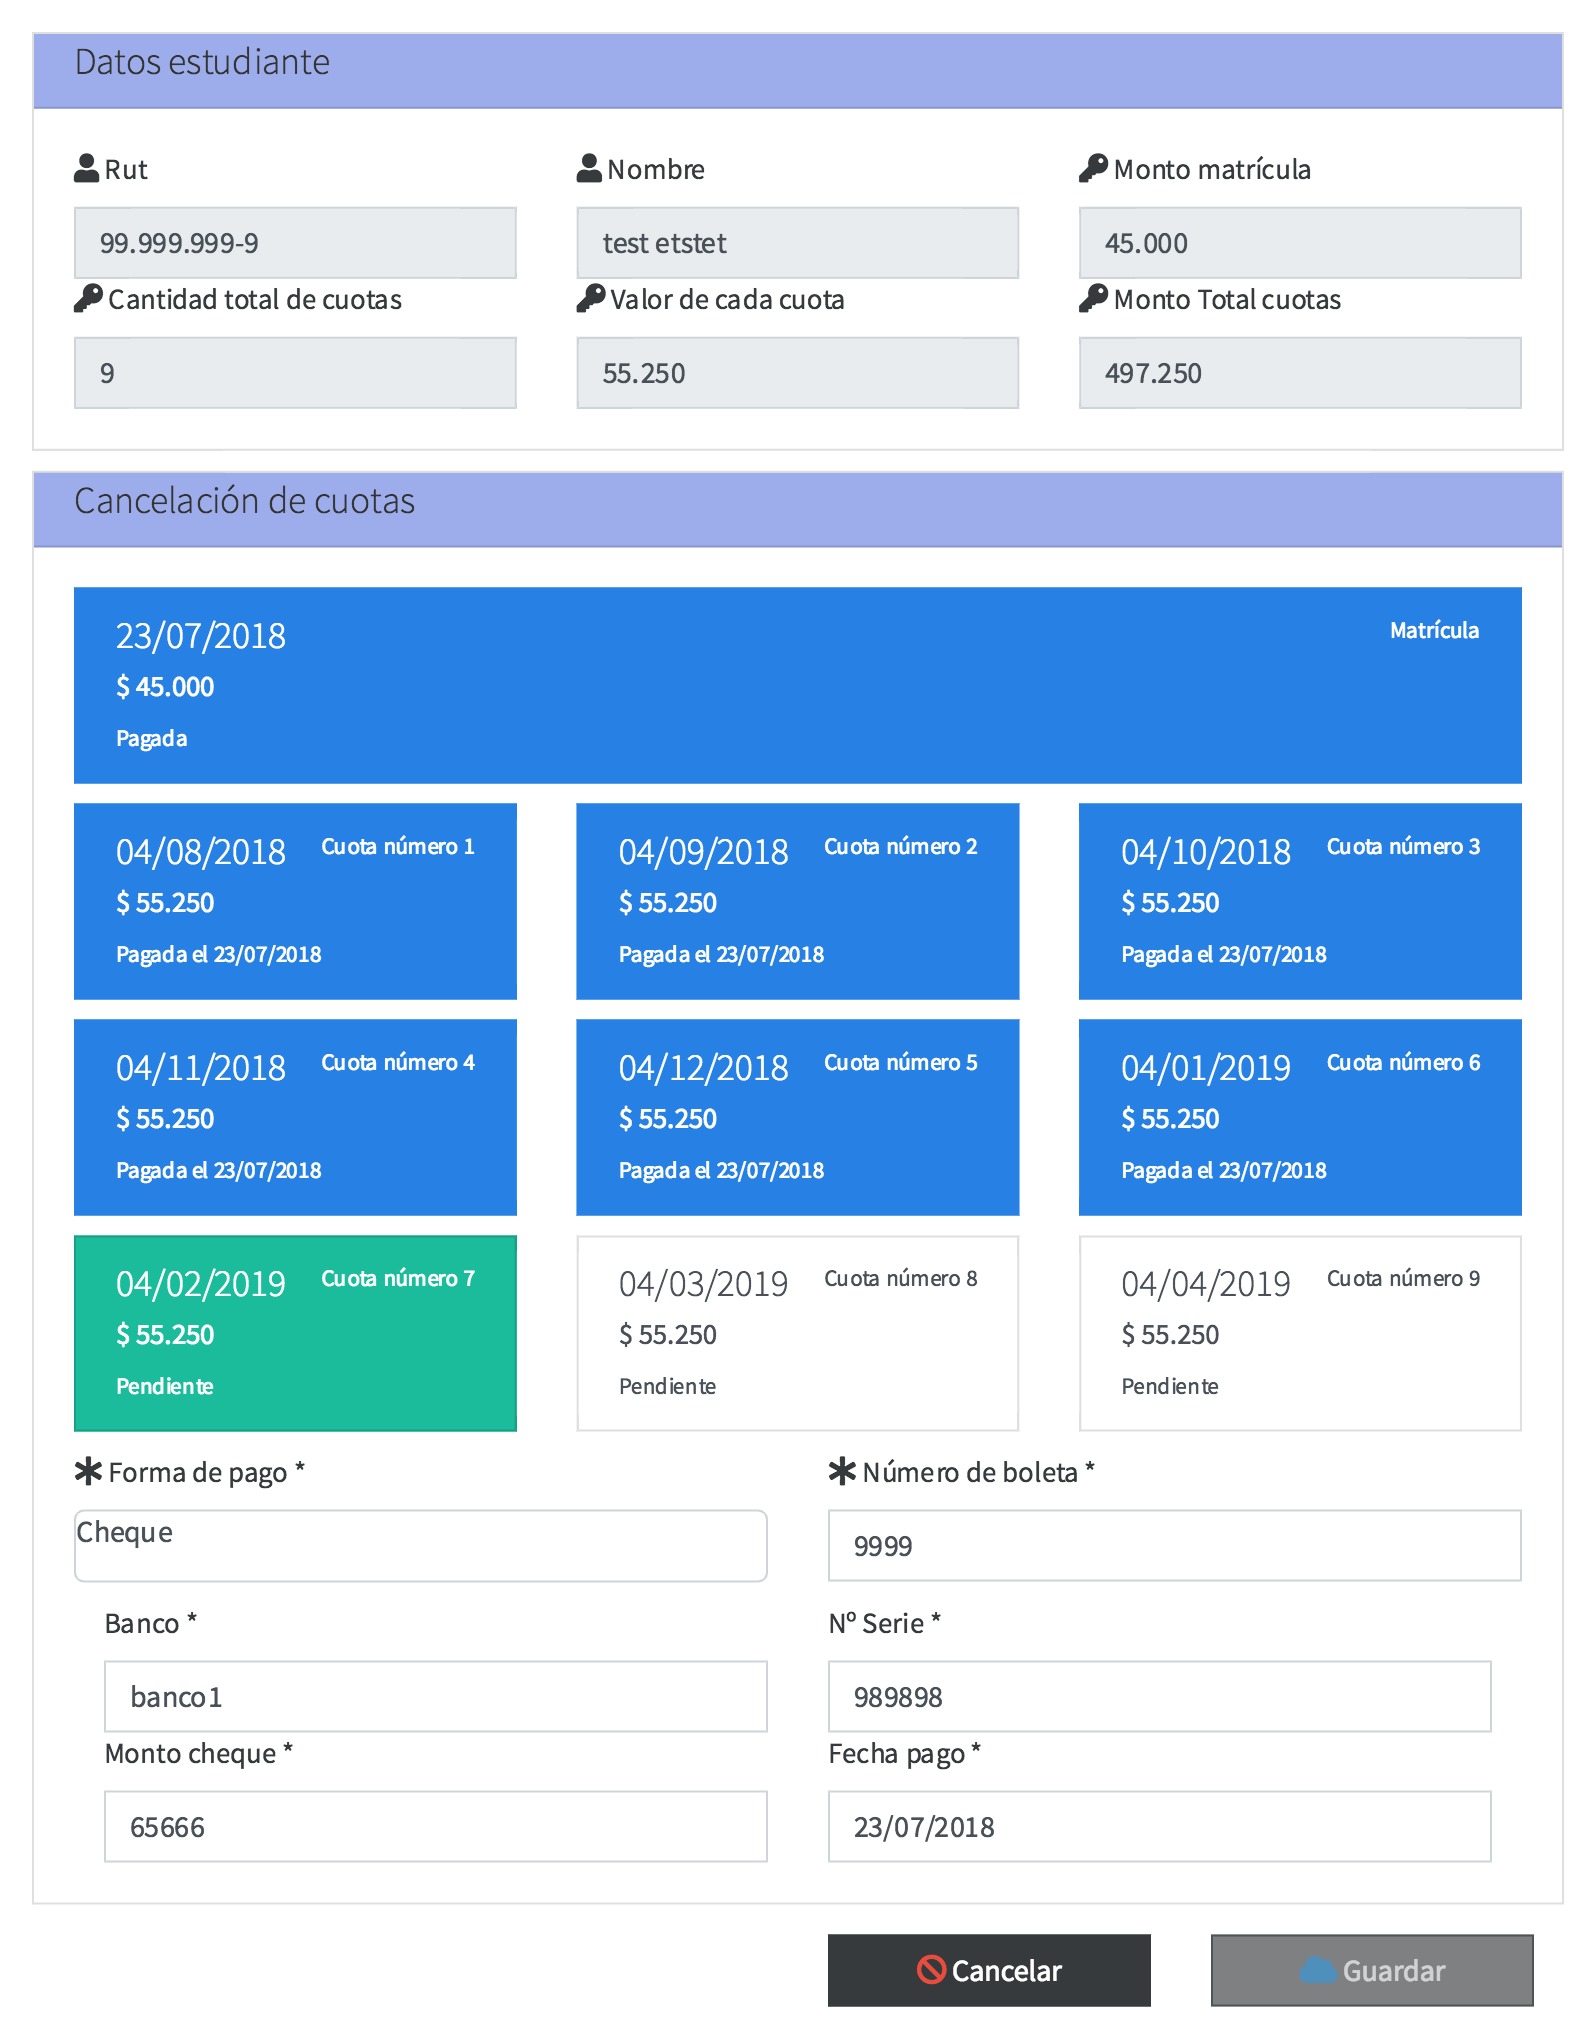 Datos estudiante
Rut
Nombre
Monto matrícula
99.999.999-9
test etstet
45.000
Cantidad total de cuotas
Valor de cada cuota
Monto Total cuotas
9
55.250
497.250
Cancelación de cuotas
23/07/2018
Matrícula
$ 45.000
Pagada
04/08/2018 Cuota número 1
$ 55.250
Pagada el 23/07/2018
04/09/2018 Cuota número 2
$ 55.250
Pagada el 23/07/2018
04/10/2018 Cuota número 3
$ 55.250
Pagada el 23/07/2018
04/11/2018 Cuota número 4
$ 55.250
Pagada el 23/07/2018
04/12/2018 Cuota número 5
$ 55.250
Pagada el 23/07/2018
04/01/2019 Cuota número 6
$ 55.250
Pagada el 23/07/2018
04/02/2019 Cuota número 7
$ 55.250
Pendiente
04/03/2019 Cuota número 8
$ 55.250
Pendiente
04/04/2019 Cuota número 9
$ 55.250
Pendiente
Forma de pago *
Número de boleta *
Cheque
9999
Banco *
Nº Serie *
banco1
989898
Monto cheque *
Fecha pago *
65666
23/07/2018
Cancelar
Guardar